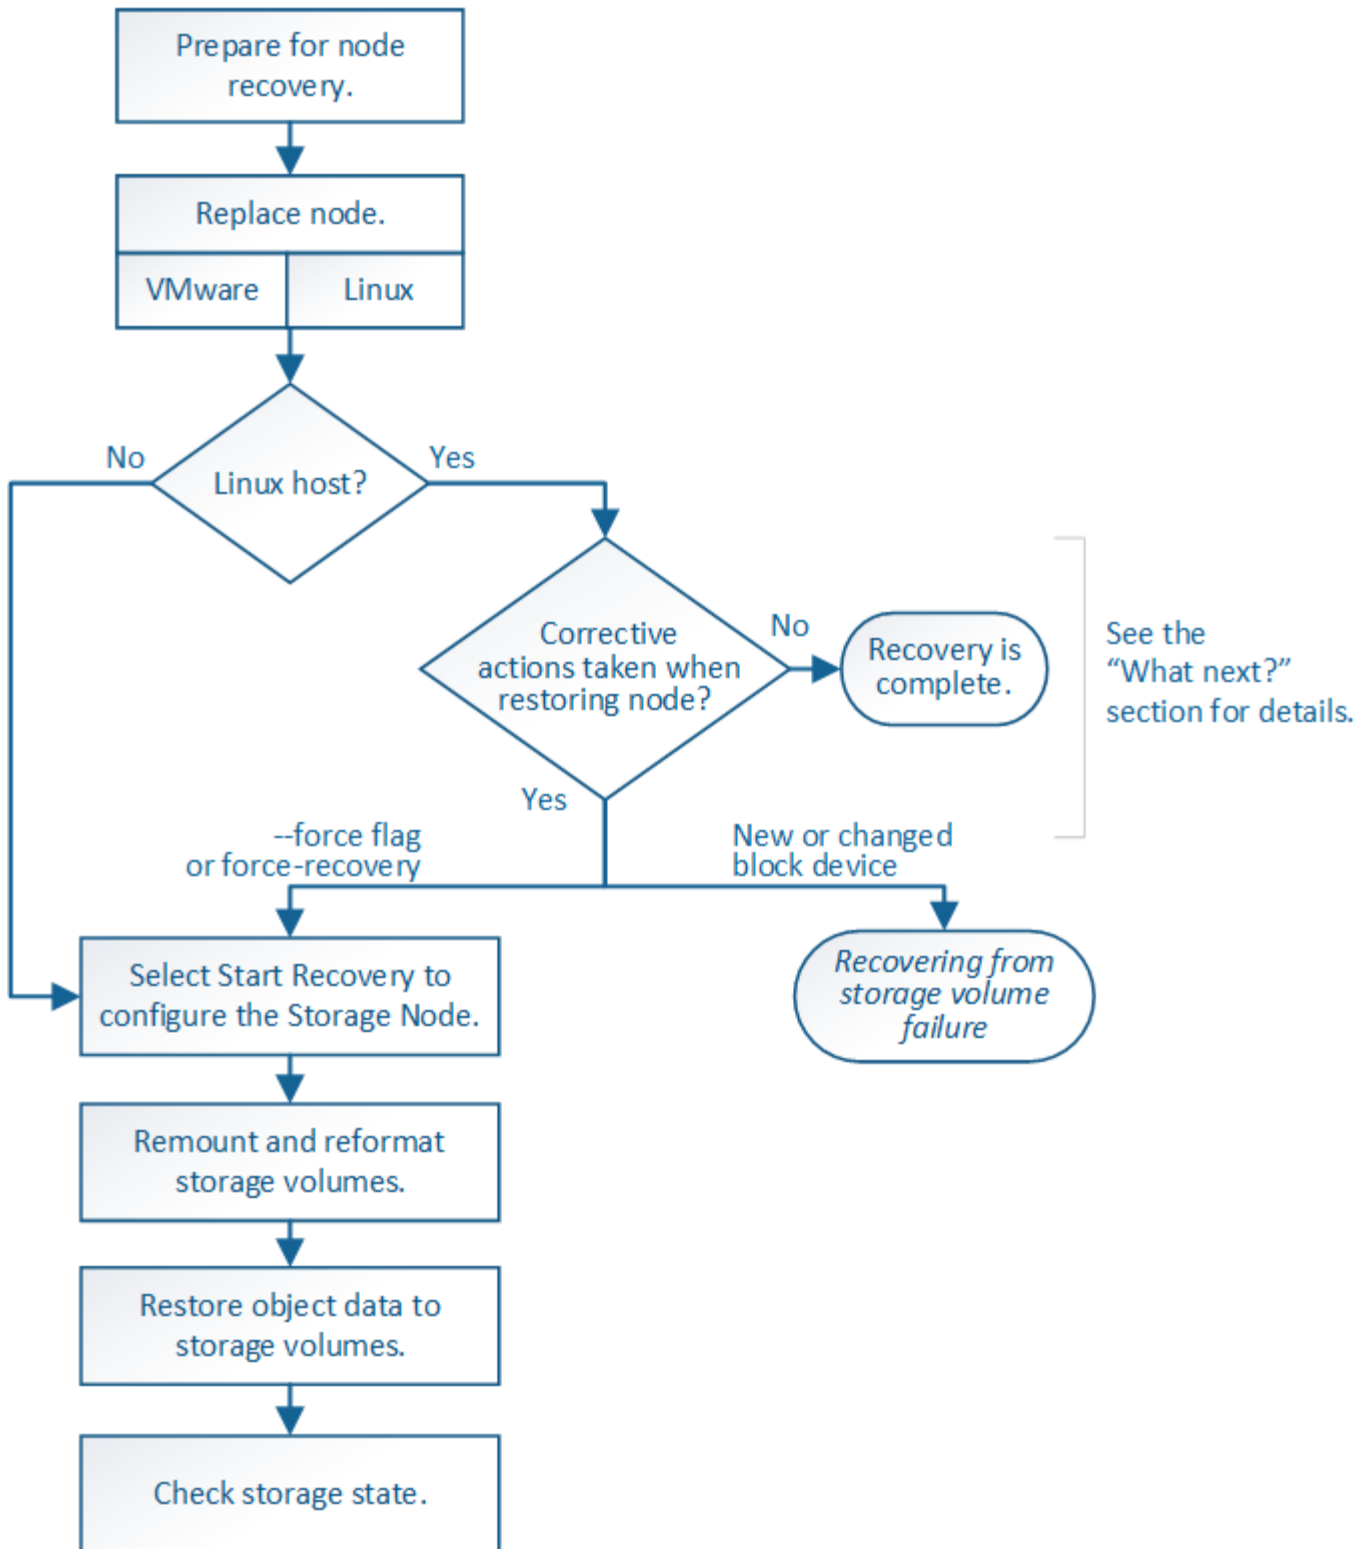 Prepare for node
recovery.
Replace node.
VMware
Linux
Linux host?
No
Yes
Corrective
actions taken when
restoring node?
No
Recovery is
complete.
See the
“What next?”
section for details.
Yes
--force flag
or force-recovery
New or changed
block device
Select Start Recovery to
configure the Storage Node.
Recovering from
storage volume
failure
Remount and reformat
storage volumes.
Restore object data to
storage volumes.
Check storage state.